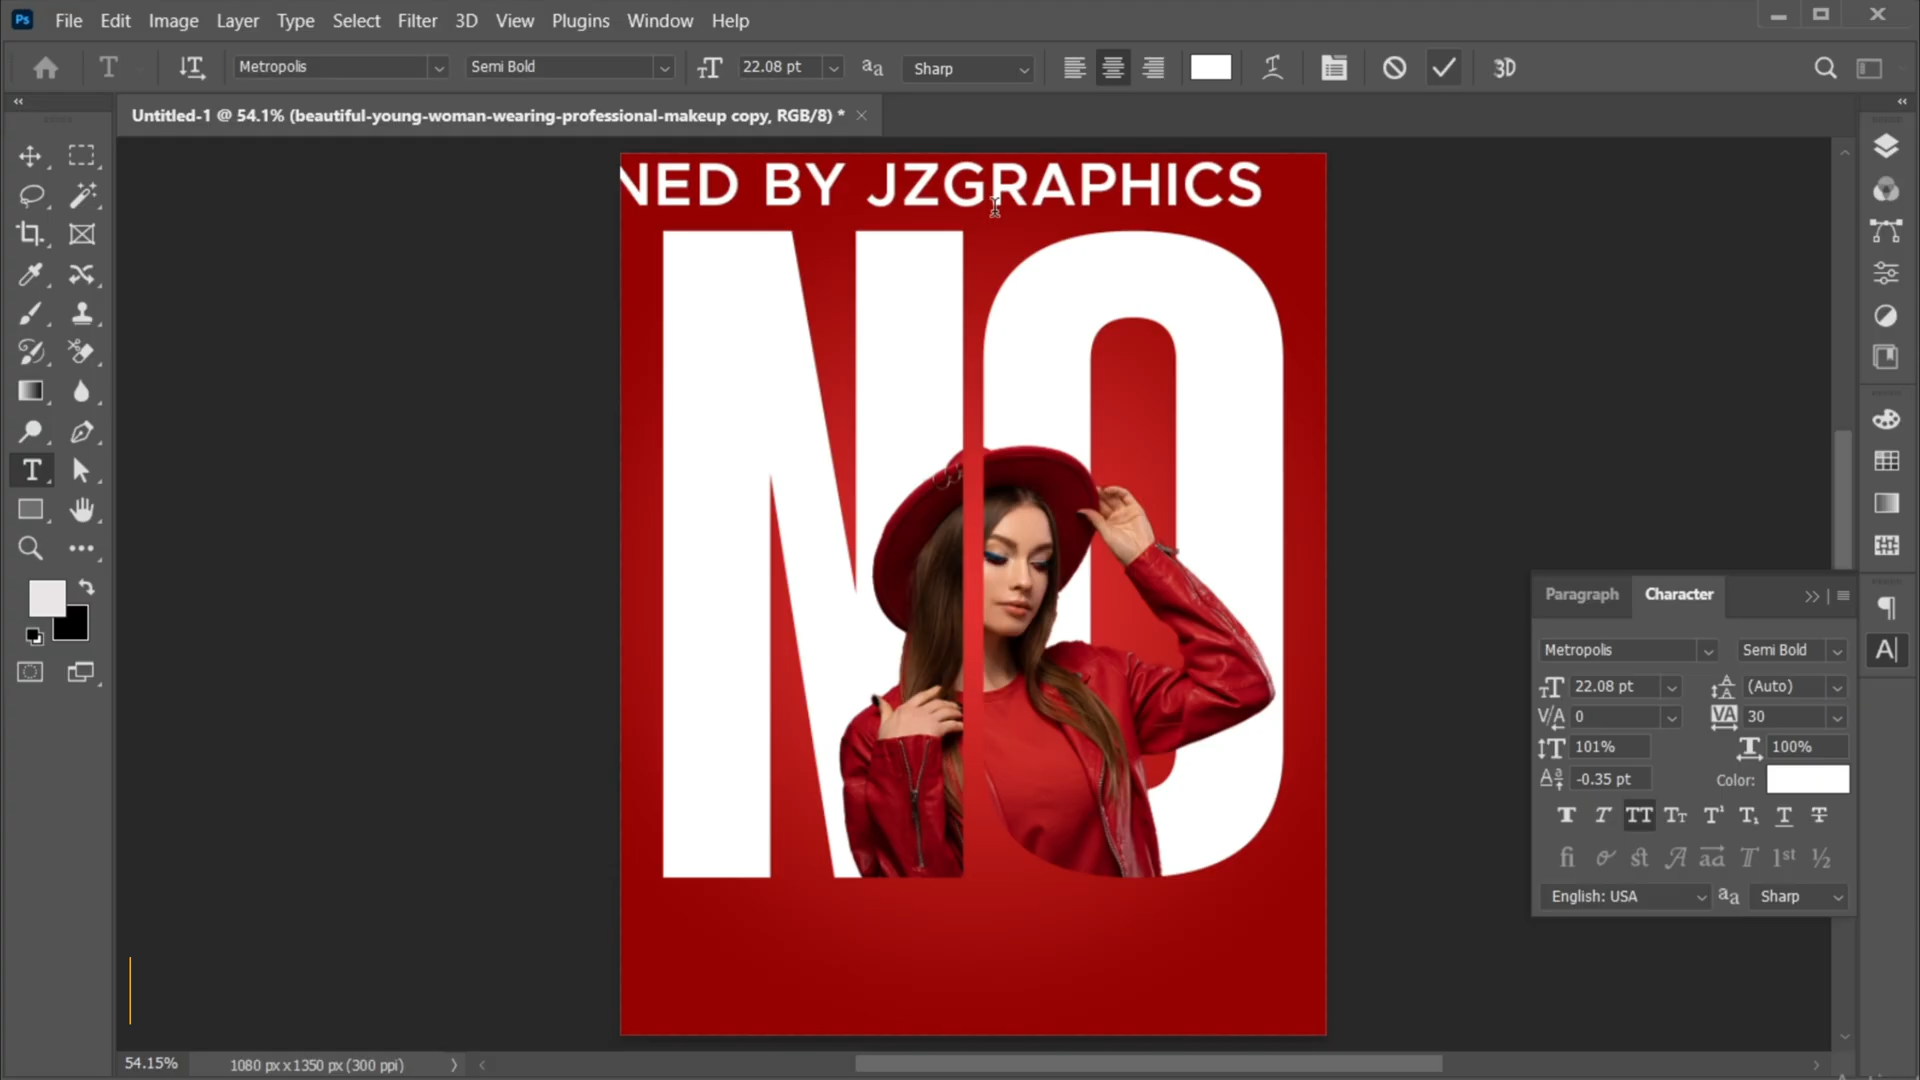 File Edit Image Layer Type Select Filter 3D View Plugins Window Help
Metropolis Semi Bold 22.08 pt Sharp 3D
Untitled-1 @ 54.1% (beautiful-young-woman-wearing-professional-makeup copy, RGB/8) *
NED BY JZGRAPHICS
NO
Paragraph Character
Metropolis Semi Bold
22.08 pt (Auto)
0 30
101% 100%
-0.35 pt Color:
English: USA Sharp
54.15% 1080 px x 1350 px (300 ppi)